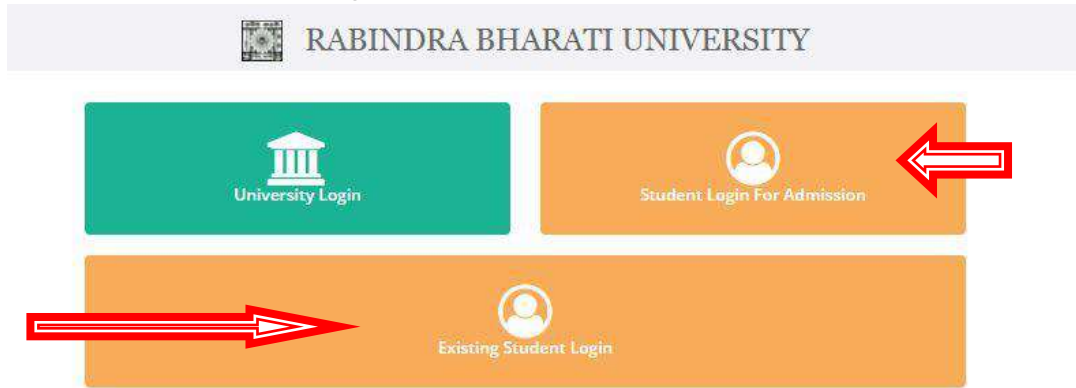 RABINDRA BHARATI UNIVERSITY
University Login
Student Login For Admission
Existing Student Login